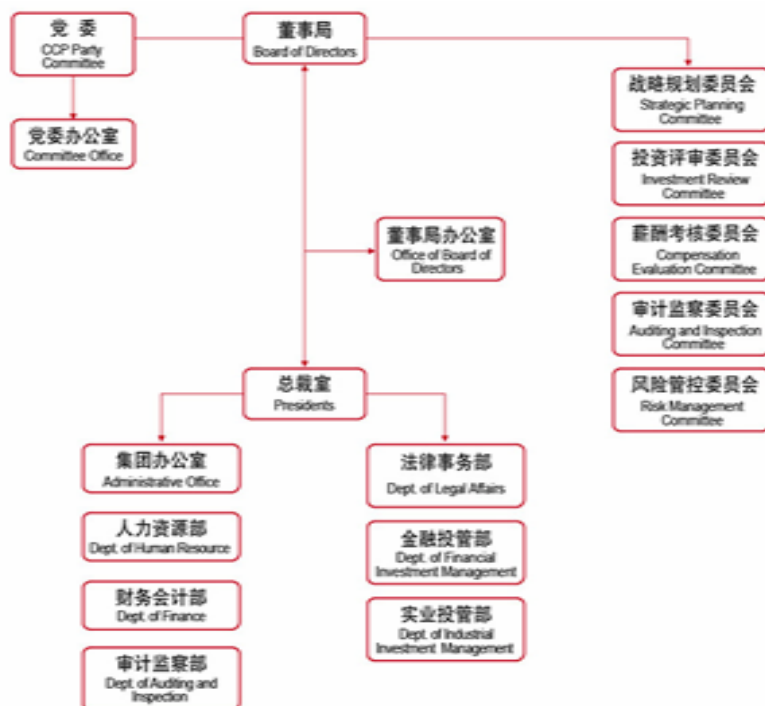 党 委
CCP Party
Committee
董事局
Board of Directors
党委办公室
Committee Office
战略规划委员会
Strategic Planning
Committee
投资评审委员会
Investment Review
Committee
薪酬考核委员会
Compensation
Evaluation Committee
审计监察委员会
Auditing and Inspection
Committee
风险管控委员会
Risk Management
Committee
董事局办公室
Office of Board of
Directors
总裁室
Presidents
集团办公室
Administrative Office
人力资源部
Dept. of Human Resource
财务会计部
Dept. of Finance
审计监察部
Dept. of Auditing and
Inspection
法律事务部
Dept. of Legal Affairs
金融投管部
Dept. of Financial
Investment Management
实业投管部
Dept. of Industrial
Investment Management